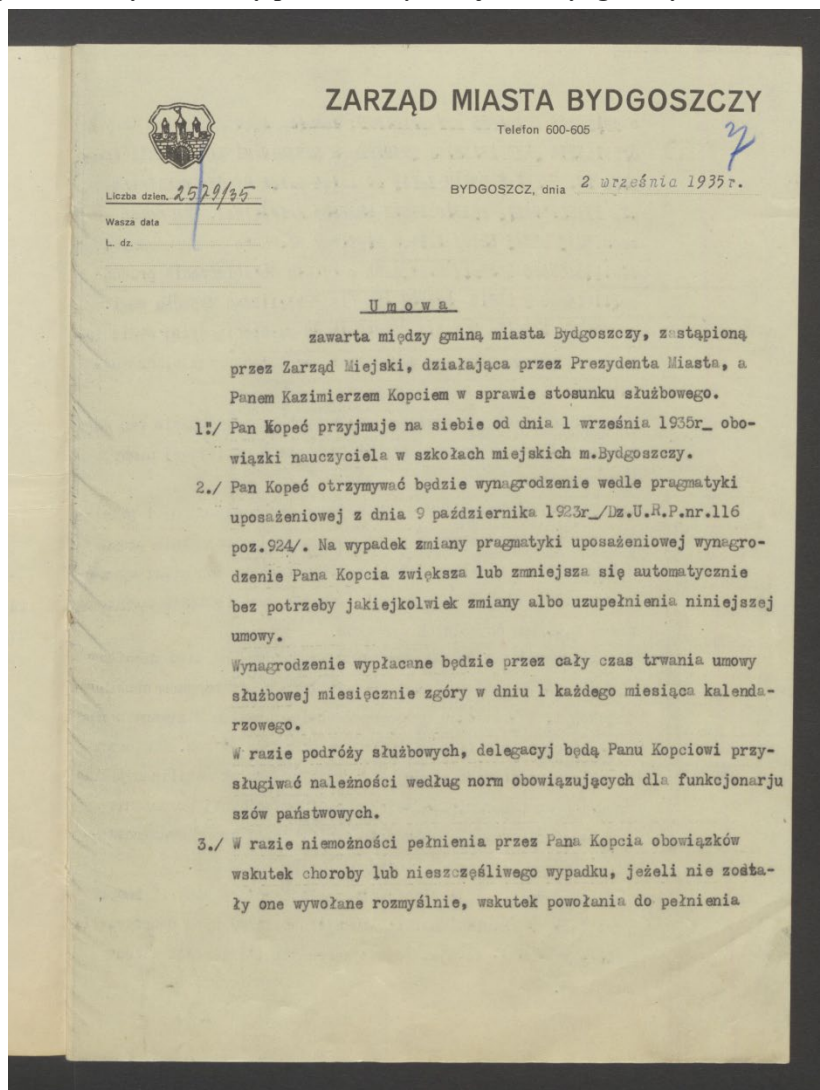 ZARZĄD MIASTA BYDGOSZCZY
Telefon 600-605
7
Liczba dzien. 2579/35
BYDGOSZCZ, dnia 2 września 1935r.
Wasza data
L. dz.
Umowa
zawarta między gminą miasta Bydgoszczy, zastąpioną
przez Zarząd Miejski, działająca przez Prezydenta Miasta, a
Panem Kazimierzem Kopciem w sprawie stosunku służbowego.
1./ Pan Kopeć przyjmuje na siebie od dnia 1 września 1935r_ obo-
wiązki nauczyciela w szkołach miejskich m.Bydgoszczy.
2./ Pan Kopeć otrzymywać będzie wynagrodzenie wedle pragmatyki
uposażeniowej z dnia 9 października 1923r_/Dz.U.R.P.nr.116
poz.924/. Na wypadek zmiany pragmatyki uposażeniowej wynagro-
dzenie Pana Kopcia zwiększa lub zmniejsza się automatycznie
bez potrzeby jakiejkolwiek zmiany albo uzupełnienia niniejszej
umowy.
Wynagrodzenie wypłacane będzie przez cały czas trwania umowy
służbowej miesięcznie zgóry w dniu 1 każdego miesiąca kalenda-
rzowego.
W razie podróży służbowych, delegacyj będą Panu Kopciowi przy-
sługiwać należności według norm obowiązujących dla funkcjonarju
szów państwowych.
3./ W razie niemożności pełnienia przez Pana Kopcia obowiązków
wskutek choroby lub nieszczęśliwego wypadku, jeżeli nie zosta-
ły one wywołane rozmyślnie, wskutek powołania do pełnienia